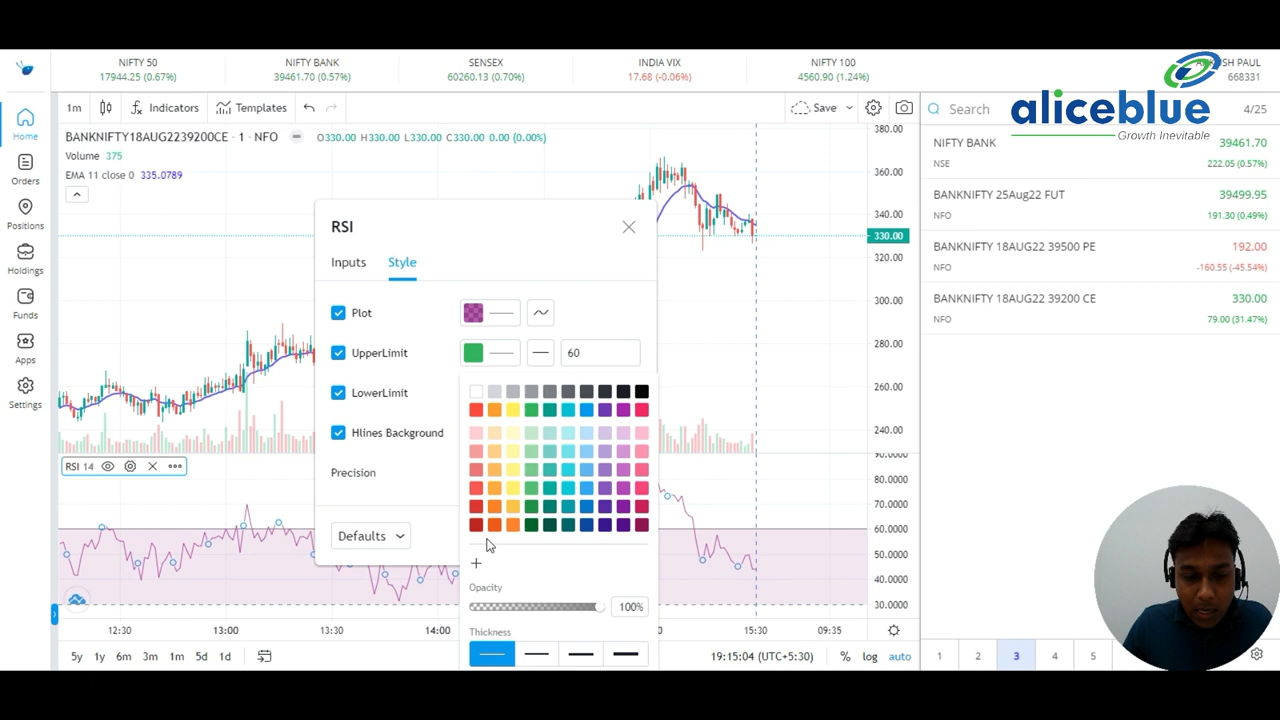 NIFTY 50
17944.25 (0.67%)
NIFTY BANK
39461.70 (0.57%)
SENSEX
60260.13 (0.70%)
INDIA VIX
17.68 (-0.06%)
NIFTY 100
4560.90 (1.24%)
SH PAUL
668331
aliceblue
Growth Inevitable
Home
Orders
Positions
Holdings
Funds
Apps
Settings
1m
Indicators
Templates
Save
Search
4/25
BANKNIFTY18AUG2239200CE · 1 · NFO
O330.00 H330.00 L330.00 C330.00 0.00 (0.00%)
Volume 375
EMA 11 close 0 335.0789
380.00
360.00
340.00
330.00
320.00
300.00
280.00
260.00
240.00
90.0000
80.0000
70.0000
60.0000
50.0000
40.0000
30.0000
RSI
Inputs
Style
Plot
UpperLimit
60
LowerLimit
Hlines Background
Precision
Defaults
Opacity
100%
Thickness
RSI 14
12:30
13:00
13:30
14:00
15:30
09:35
5y 1y 6m 3m 1m 5d 1d
19:15:04 (UTC+5:30)
% log auto
NIFTY BANK
39461.70
NSE
222.05 (0.57%)
BANKNIFTY 25Aug22 FUT
39499.95
NFO
191.30 (0.49%)
BANKNIFTY 18AUG22 39500 PE
192.00
NFO
-160.55 (-45.54%)
BANKNIFTY 18AUG22 39200 CE
330.00
NFO
79.00 (31.47%)
1 2 3 4 5